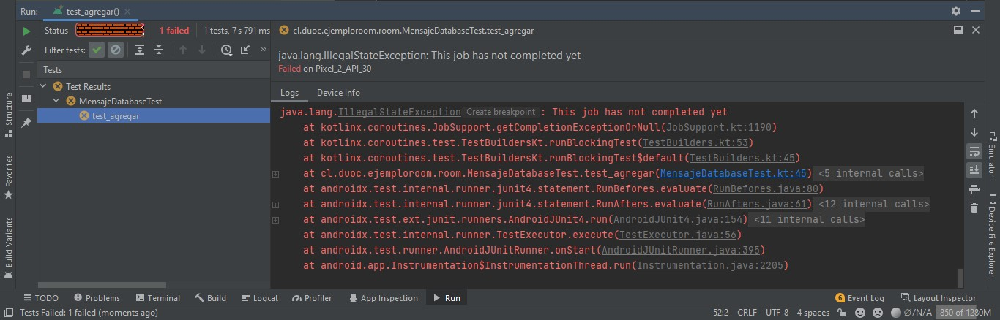 Run: test_agregar()
Status 1 failed 1 tests, 7 s 791 ms
cl.duoc.ejemploroom.room.MensajeDatabaseTest.test_agregar
Filter tests:
java.lang.IllegalStateException: This job has not completed yet
Failed on Pixel_2_API_30
Tests
Test Results
MensajeDatabaseTest
test_agregar
Logs Device Info
java.lang.IllegalStateException Create breakpoint : This job has not completed yet
at kotlinx.coroutines.JobSupport.getCompletionExceptionOrNull(JobSupport.kt:1190)
at kotlinx.coroutines.test.TestBuildersKt.runBlockingTest(TestBuilders.kt:53)
at kotlinx.coroutines.test.TestBuildersKt.runBlockingTest$default(TestBuilders.kt:45)
at cl.duoc.ejemploroom.room.MensajeDatabaseTest.test_agregar(MensajeDatabaseTest.kt:45) <5 internal calls>
at androidx.test.internal.runner.junit4.statement.RunBefores.evaluate(RunBefores.java:80)
at androidx.test.internal.runner.junit4.statement.RunAfters.evaluate(RunAfters.java:61) <12 internal calls>
at androidx.test.ext.junit.runners.AndroidJUnit4.run(AndroidJUnit4.java:154) <11 internal calls>
at androidx.test.internal.runner.TestExecutor.execute(TestExecutor.java:56)
at androidx.test.runner.AndroidJUnitRunner.onStart(AndroidJUnitRunner.java:395)
at android.app.Instrumentation$InstrumentationThread.run(Instrumentation.java:2205)
Structure
Favorites
Build Variants
Emulator
Device File Explorer
TODO Problems Terminal Build Logcat Profiler App Inspection Run 6 Event Log Layout Inspector
Tests Failed: 1 failed (moments ago) 52:2 CRLF UTF-8 4 spaces Ø/N/A 850 of 1280M